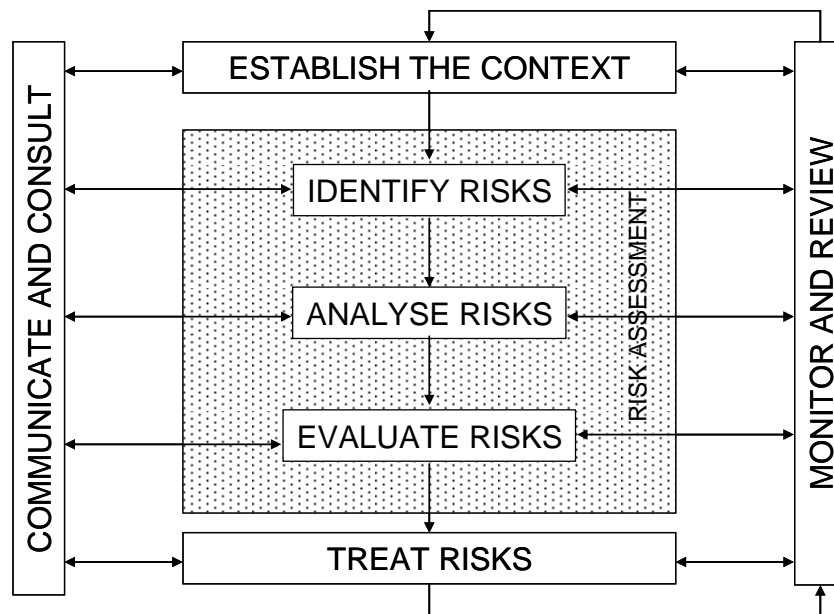 ESTABLISH THE CONTEXT
COMMUNICATE AND CONSULT
IDENTIFY RISKS
ANALYSE RISKS
EVALUATE RISKS
RISK ASSESSMENT
MONITOR AND REVIEW
TREAT RISKS